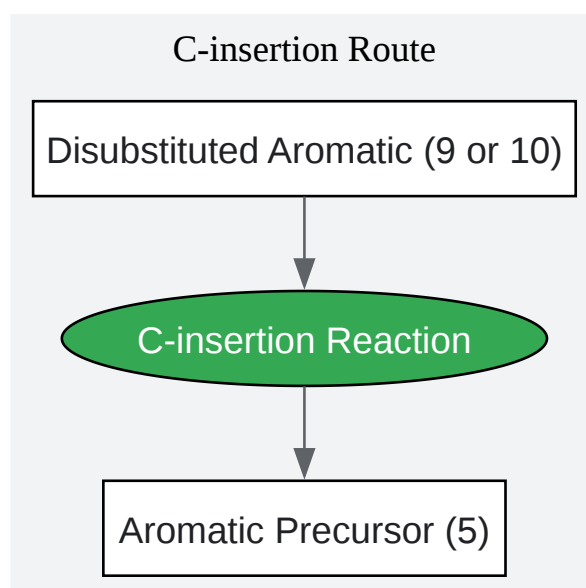 C-insertion Route
Disubstituted Aromatic (9 or 10)
C-insertion Reaction
Aromatic Precursor (5)